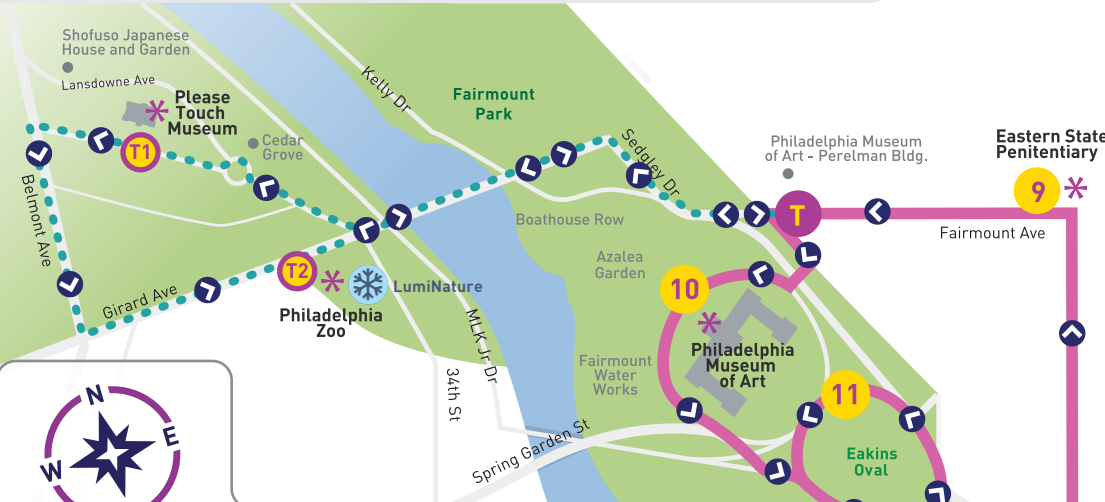 Shofuso Japanese
House and Garden
Lansdowne Ave
Please
Touch
Museum
T1
Cedar
Grove
Belmont Ave
Girard Ave
T2
LumiNature
Philadelphia
Zoo
Kelly Dr
Fairmount
Park
Sedgley Dr
Boathouse Row
Azalea
Garden
MLK Jr Dr
34th St
Spring Garden St
Fairmount
Water
Works
Philadelphia Museum
of Art - Perelman Bldg.
T
Eastern State
Penitentiary
9
Fairmount Ave
10
Philadelphia
Museum
of Art
11
Eakins
Oval
N
E
W